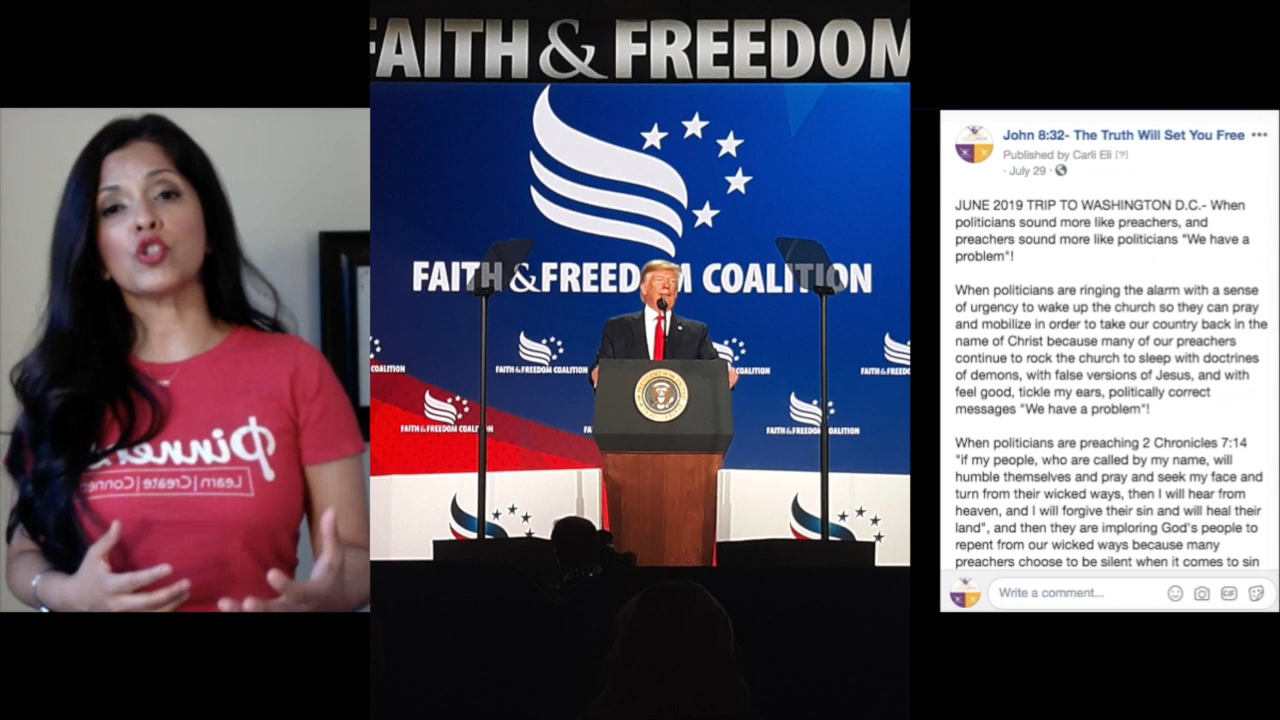 Pinner
Learn | Create | Conne
FAITH & FREEDOM
FAITH & FREEDOM COALITION
COALITION
FAITH & FREEDOM COALITION
COALITION
FAITH & FREED
FAITH & FREEDOM COALITION
FA
FAITH & FREEDOM COALITION
John 8:32- The Truth Will Set You Free
Published by Carli Eli [?]
· July 29 ·
JUNE 2019 TRIP TO WASHINGTON D.C.- When
politicians sound more like preachers, and
preachers sound more like politicians "We have a
problem"!
When politicians are ringing the alarm with a sense
of urgency to wake up the church so they can pray
and mobilize in order to take our country back in the
name of Christ because many of our preachers
continue to rock the church to sleep with doctrines
of demons, with false versions of Jesus, and with
feel good, tickle my ears, politically correct
messages "We have a problem"!
When politicians are preaching 2 Chronicles 7:14
"if my people, who are called by my name, will
humble themselves and pray and seek my face and
turn from their wicked ways, then I will hear from
heaven, and I will forgive their sin and will heal their
land", and then they are imploring God's people to
repent from our wicked ways because many
preachers choose to be silent when it comes to sin
Write a comment...
GIF